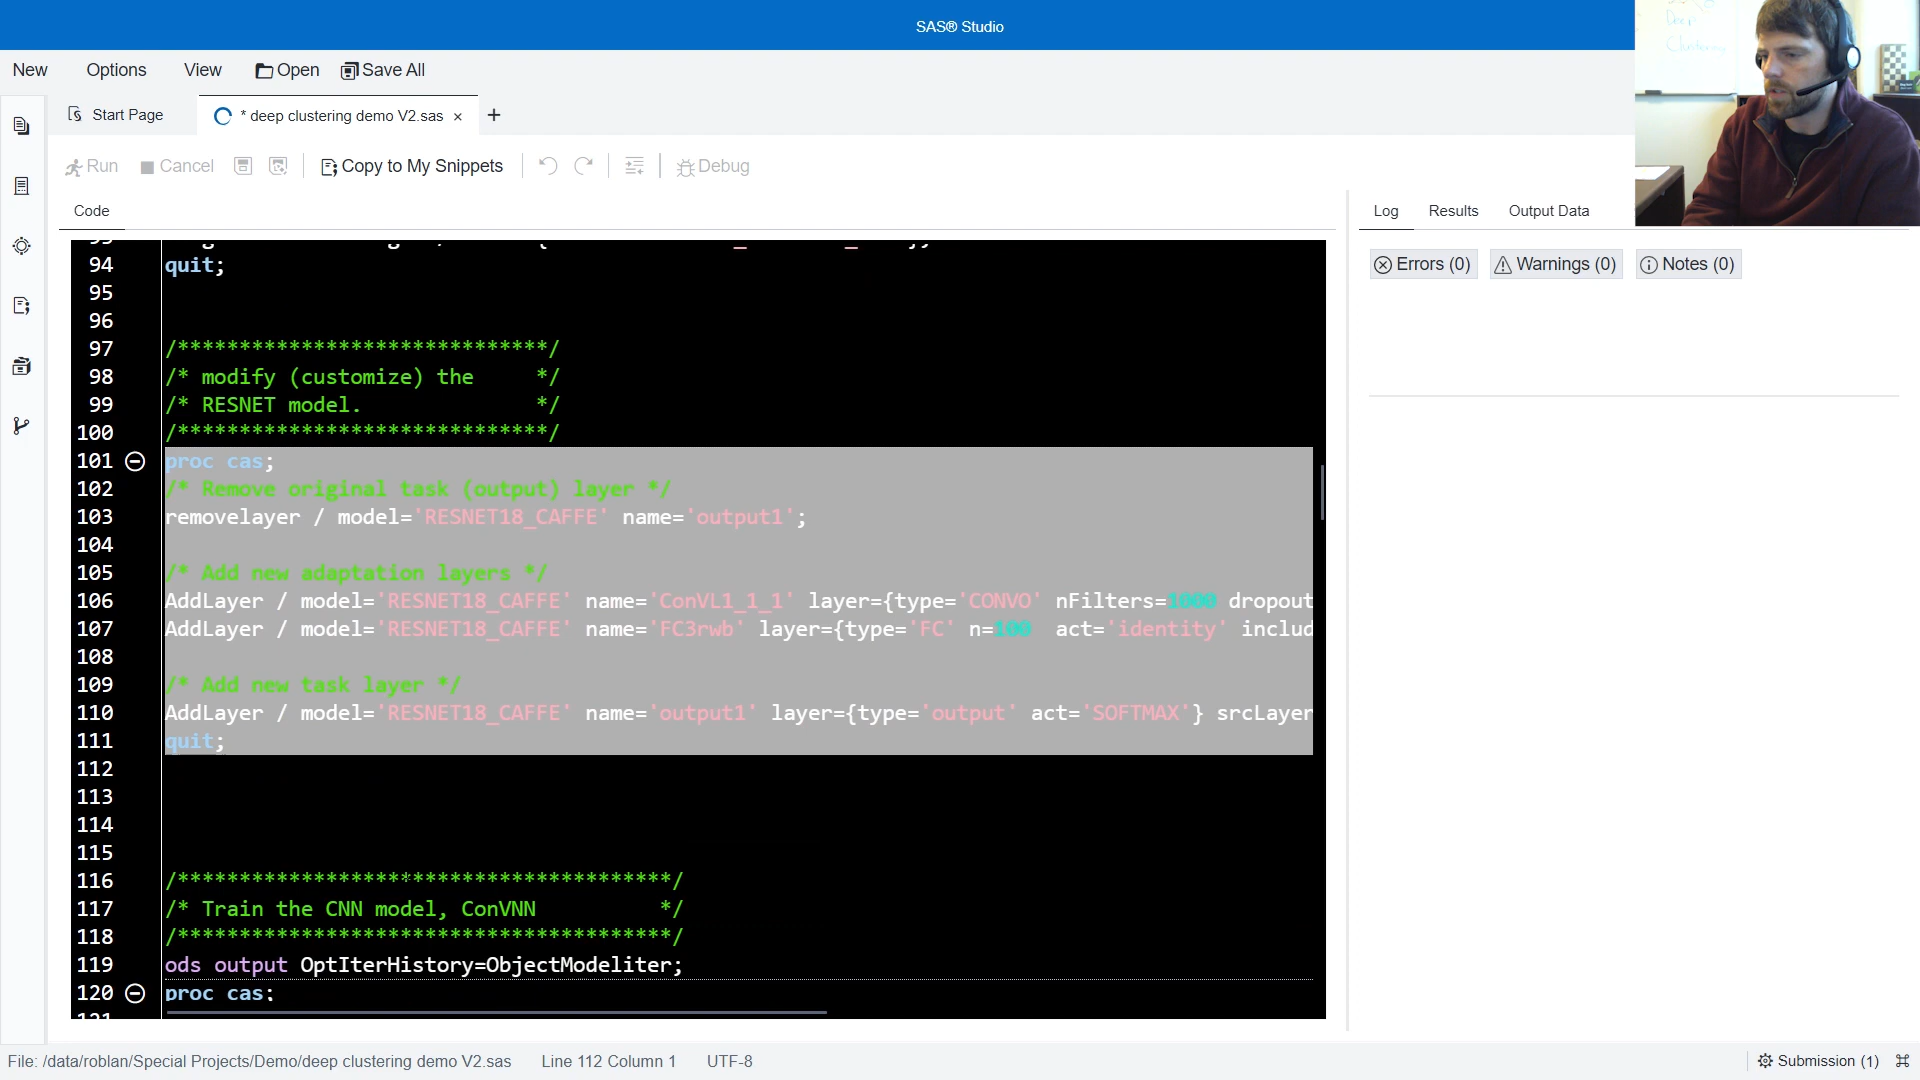 SAS® Studio
New Options View Open Save All
Start Page * deep clustering demo V2.sas × +
Run Cancel Copy to My Snippets Debug
Code
Log Results Output Data
Errors (0) Warnings (0) Notes (0)
94 quit;
95
96
97 /******************************/
98 /* modify (customize) the */
99 /* RESNET model. */
100 /******************************/
101 proc cas;
102 /* Remove original task (output) layer */
103 removelayer / model='RESNET18_CAFFE' name='output1';
104
105 /* Add new adaptation layers */
106 AddLayer / model='RESNET18_CAFFE' name='ConVL1_1_1' layer={type='CONVO' nFilters=1000 dropout
107 AddLayer / model='RESNET18_CAFFE' name='FC3rwb' layer={type='FC' n=100 act='identity' includ
108
109 /* Add new task layer */
110 AddLayer / model='RESNET18_CAFFE' name='output1' layer={type='output' act='SOFTMAX'} srcLayer
111 quit;
112
113
114
115
116 /****************************************/
117 /* Train the CNN model, ConVNN */
118 /****************************************/
119 ods output OptIterHistory=ObjectModeliter;
120 proc cas;
File: /data/roblan/Special Projects/Demo/deep clustering demo V2.sas Line 112 Column 1 UTF-8
Submission (1)
Deep
Clustering